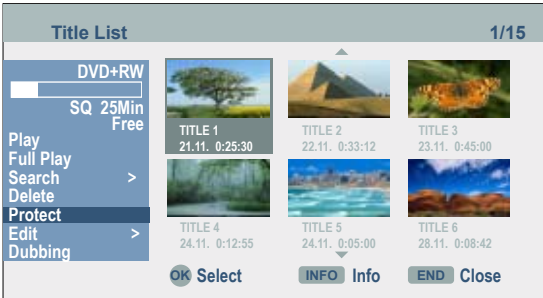 Title List 1/15
DVD+RW
SQ 25Min
Free
Play
Full Play
Search >
Delete
Protect
Edit >
Dubbing
TITLE 1
21.11. 0:25:30
TITLE 2
22.11. 0:33:12
TITLE 3
23.11. 0:45:00
TITLE 4
24.11. 0:12:55
TITLE 5
24.11. 0:05:00
TITLE 6
28.11. 0:08:42
OK Select INFO Info END Close